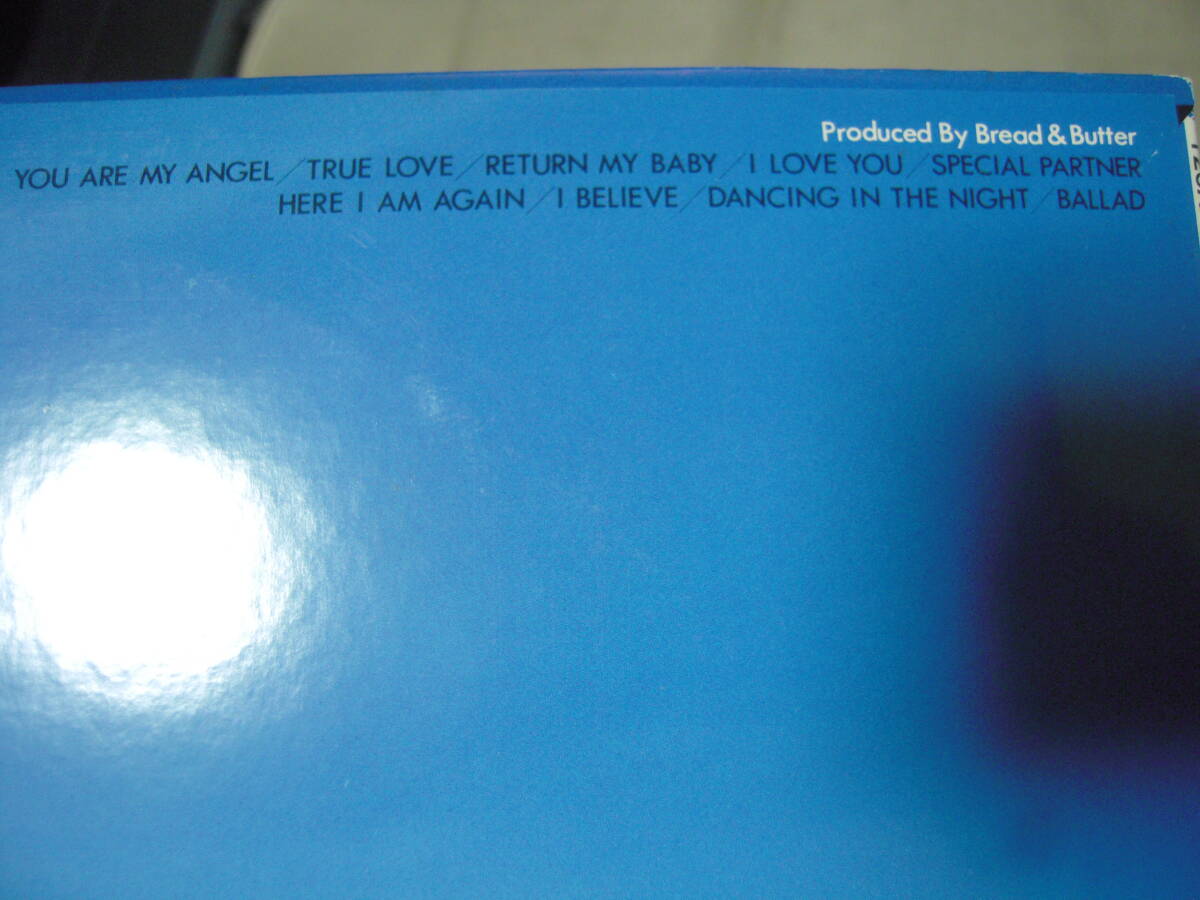 Produced By Bread & Butter
YOU ARE MY ANGEL / TRUE LOVE / RETURN MY BABY / I LOVE YOU / SPECIAL PARTNER
HERE I AM AGAIN / I BELIEVE / DANCING IN THE NIGHT / BALLAD